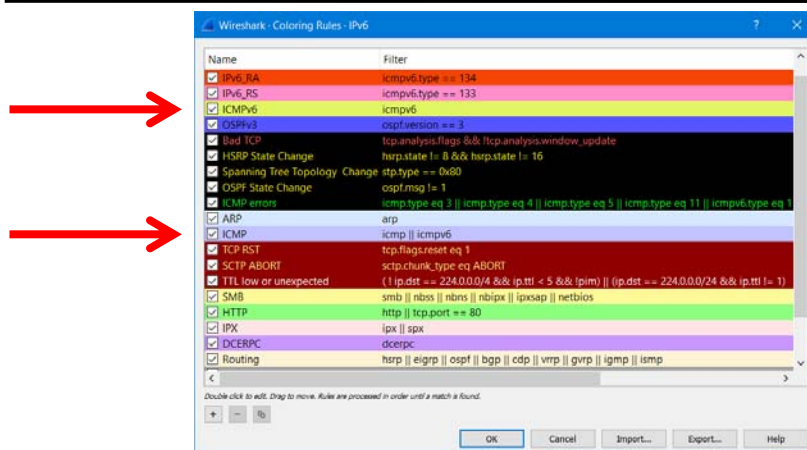 Wireshark · Coloring Rules · IPv6
Name Filter
IPv6_RA icmpv6.type == 134
IPv6_RS icmpv6.type == 133
ICMPv6 icmpv6
OSPFv3 ospf.version == 3
Bad TCP tcp.analysis.flags && !tcp.analysis.window_update
HSRP State Change hsrp.state != 8 && hsrp.state != 16
Spanning Tree Topology Change stp.type == 0x80
OSPF State Change ospf.msg != 1
ICMP errors icmp.type eq 3 || icmp.type eq 4 || icmp.type eq 5 || icmp.type eq 11 || icmpv6.type eq 1
ARP arp
ICMP icmp || icmpv6
TCP RST tcp.flags.reset eq 1
SCTP ABORT sctp.chunk_type eq ABORT
TTL low or unexpected ( ! ip.dst == 224.0.0.0/4 && ip.ttl < 5 && !pim) || (ip.dst == 224.0.0.0/24 && ip.ttl != 1)
SMB smb || nbss || nbns || nbipx || ipxsap || netbios
HTTP http || tcp.port == 80
IPX ipx || spx
DCERPC dcerpc
Routing hsrp || eigrp || ospf || bgp || cdp || vrrp || gvrp || igmp || ismp
Double click to edit. Drag to move. Rules are processed in order until a match is found.
OK Cancel Import... Export... Help